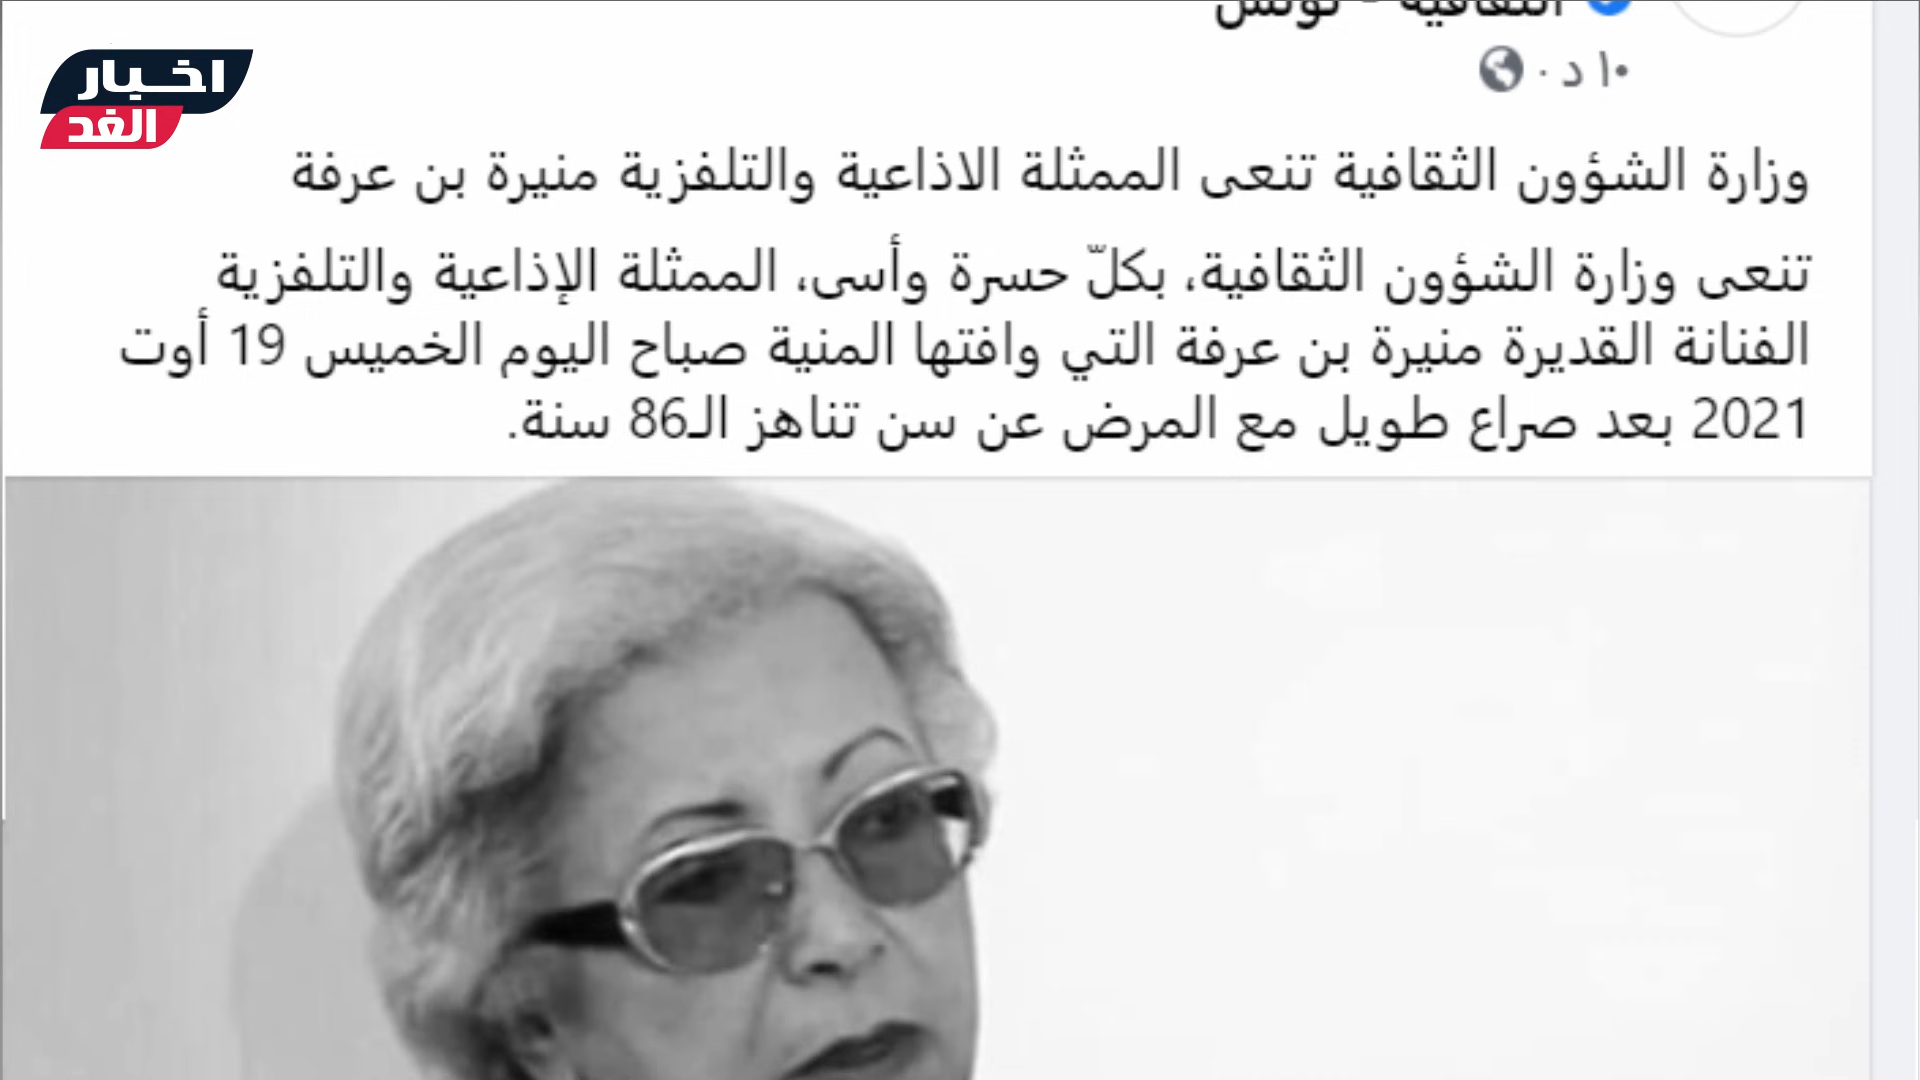 اخبار
الغد
الثقافية - تونس
١٠ د ·
وزارة الشؤون الثقافية تنعى الممثلة الاذاعية والتلفزية منيرة بن عرفة
تنعى وزارة الشؤون الثقافية، بكلّ حسرة وأسى، الممثلة الإذاعية والتلفزية
الفنانة القديرة منيرة بن عرفة التي وافتها المنية صباح اليوم الخميس 19 أوت
2021 بعد صراع طويل مع المرض عن سن تناهز الـ86 سنة.